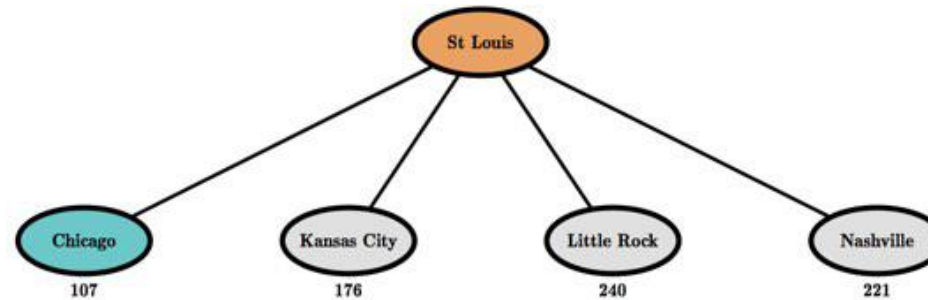 St Louis
Chicago
Kansas City
Little Rock
Nashville
107
176
240
221